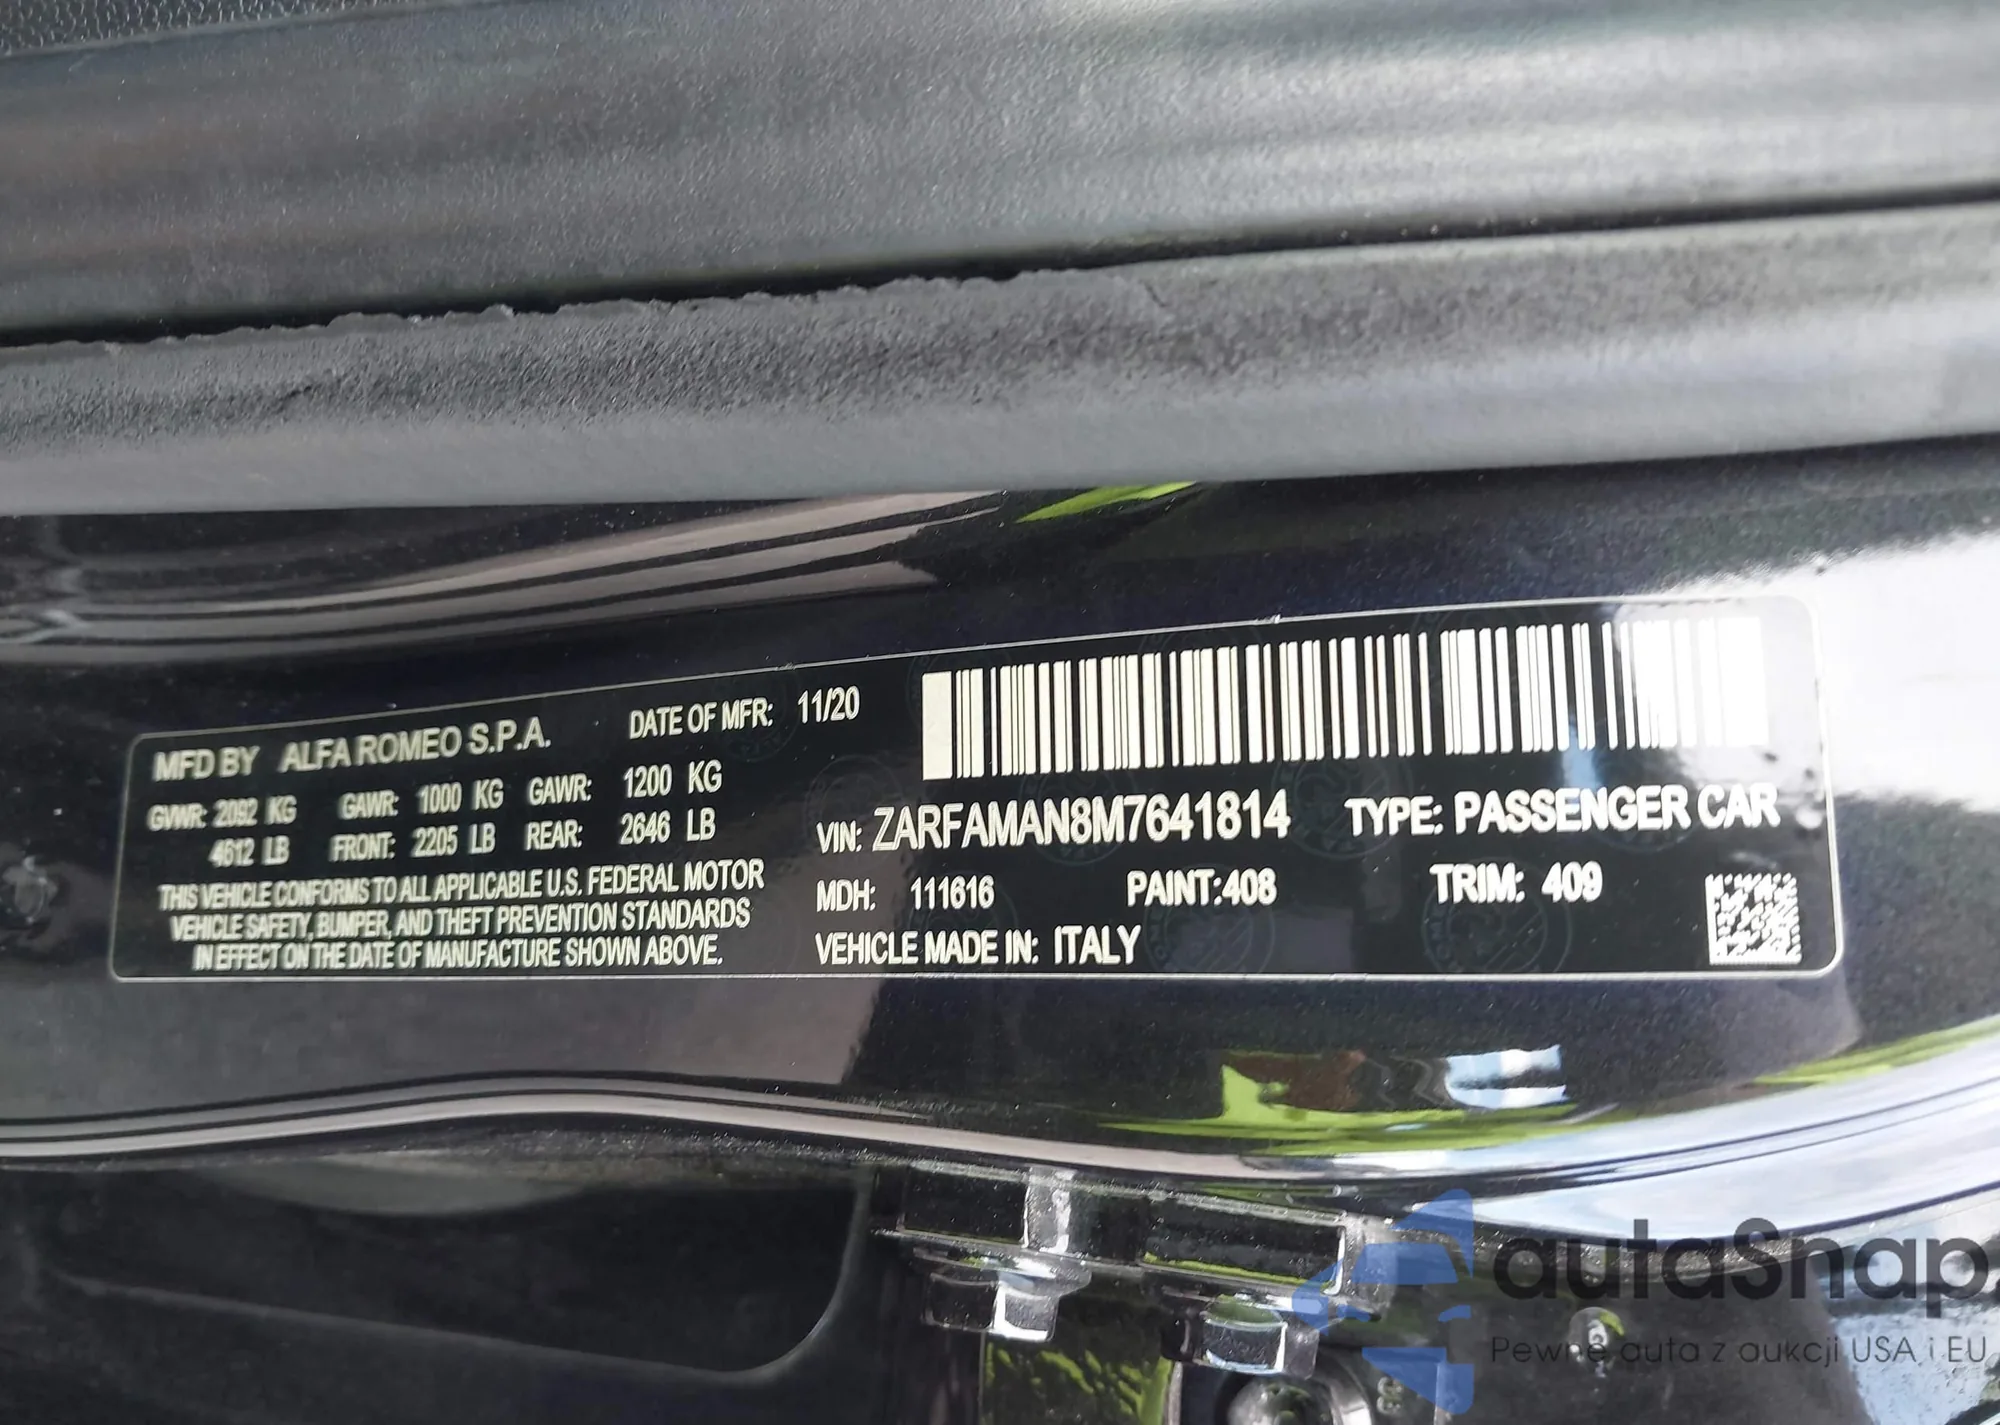 MFD BY ALFA ROMEO S.P.A. DATE OF MFR: 11/20
GVWR: 2092 KG GAWR: 1000 KG GAWR: 1200 KG
4612 LB FRONT: 2205 LB REAR: 2646 LB
THIS VEHICLE CONFORMS TO ALL APPLICABLE U.S. FEDERAL MOTOR
VEHICLE SAFETY, BUMPER, AND THEFT PREVENTION STANDARDS
IN EFFECT ON THE DATE OF MANUFACTURE SHOWN ABOVE.
VIN: ZARFAMAN8M7641814 TYPE: PASSENGER CAR
MDH: 111616 PAINT:408 TRIM: 409
VEHICLE MADE IN: ITALY
autaSnap
Pewne auta z aukcji USA i EU